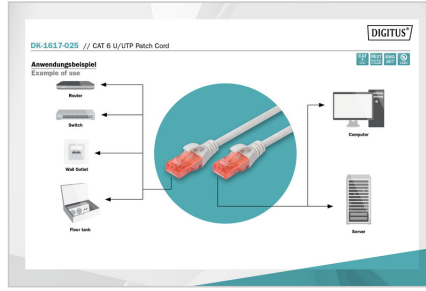 DIGITUS®
DK-1617-025 // CAT 6 U/UTP Patch Cord
Anwendungsbeispiel
Example of use
Router
Switch
Wall Outlet
Floor tank
Computer
Server